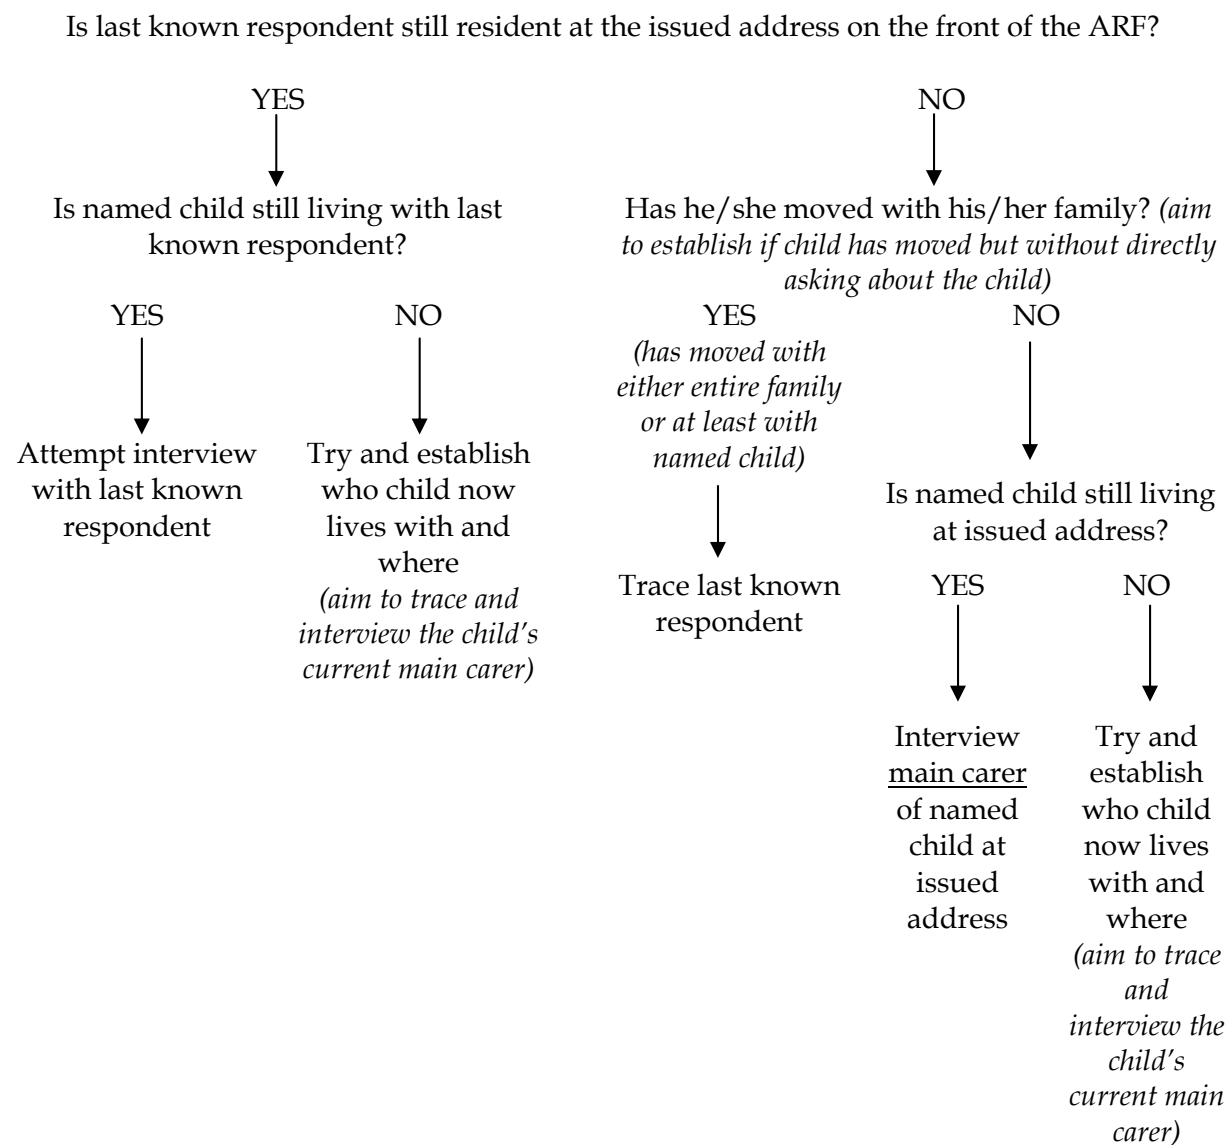 Is last known respondent still resident at the issued address on the front of the ARF?
YES
Is named child still living with last
known respondent?
YES
Attempt interview
with last known
respondent
NO
Try and establish
who child now
lives with and
where
(aim to trace and
interview the child's
current main carer)
NO
Has he/she moved with his/her family? (aim
to establish if child has moved but without directly
asking about the child)
YES
(has moved with
either entire family
or at least with
named child)
Trace last known
respondent
NO
Is named child still living
at issued address?
YES
Interview
main carer
of named
child at
issued
address
NO
Try and
establish
who child
now lives
with and
where
(aim to trace
and
interview the
child's
current main
carer)